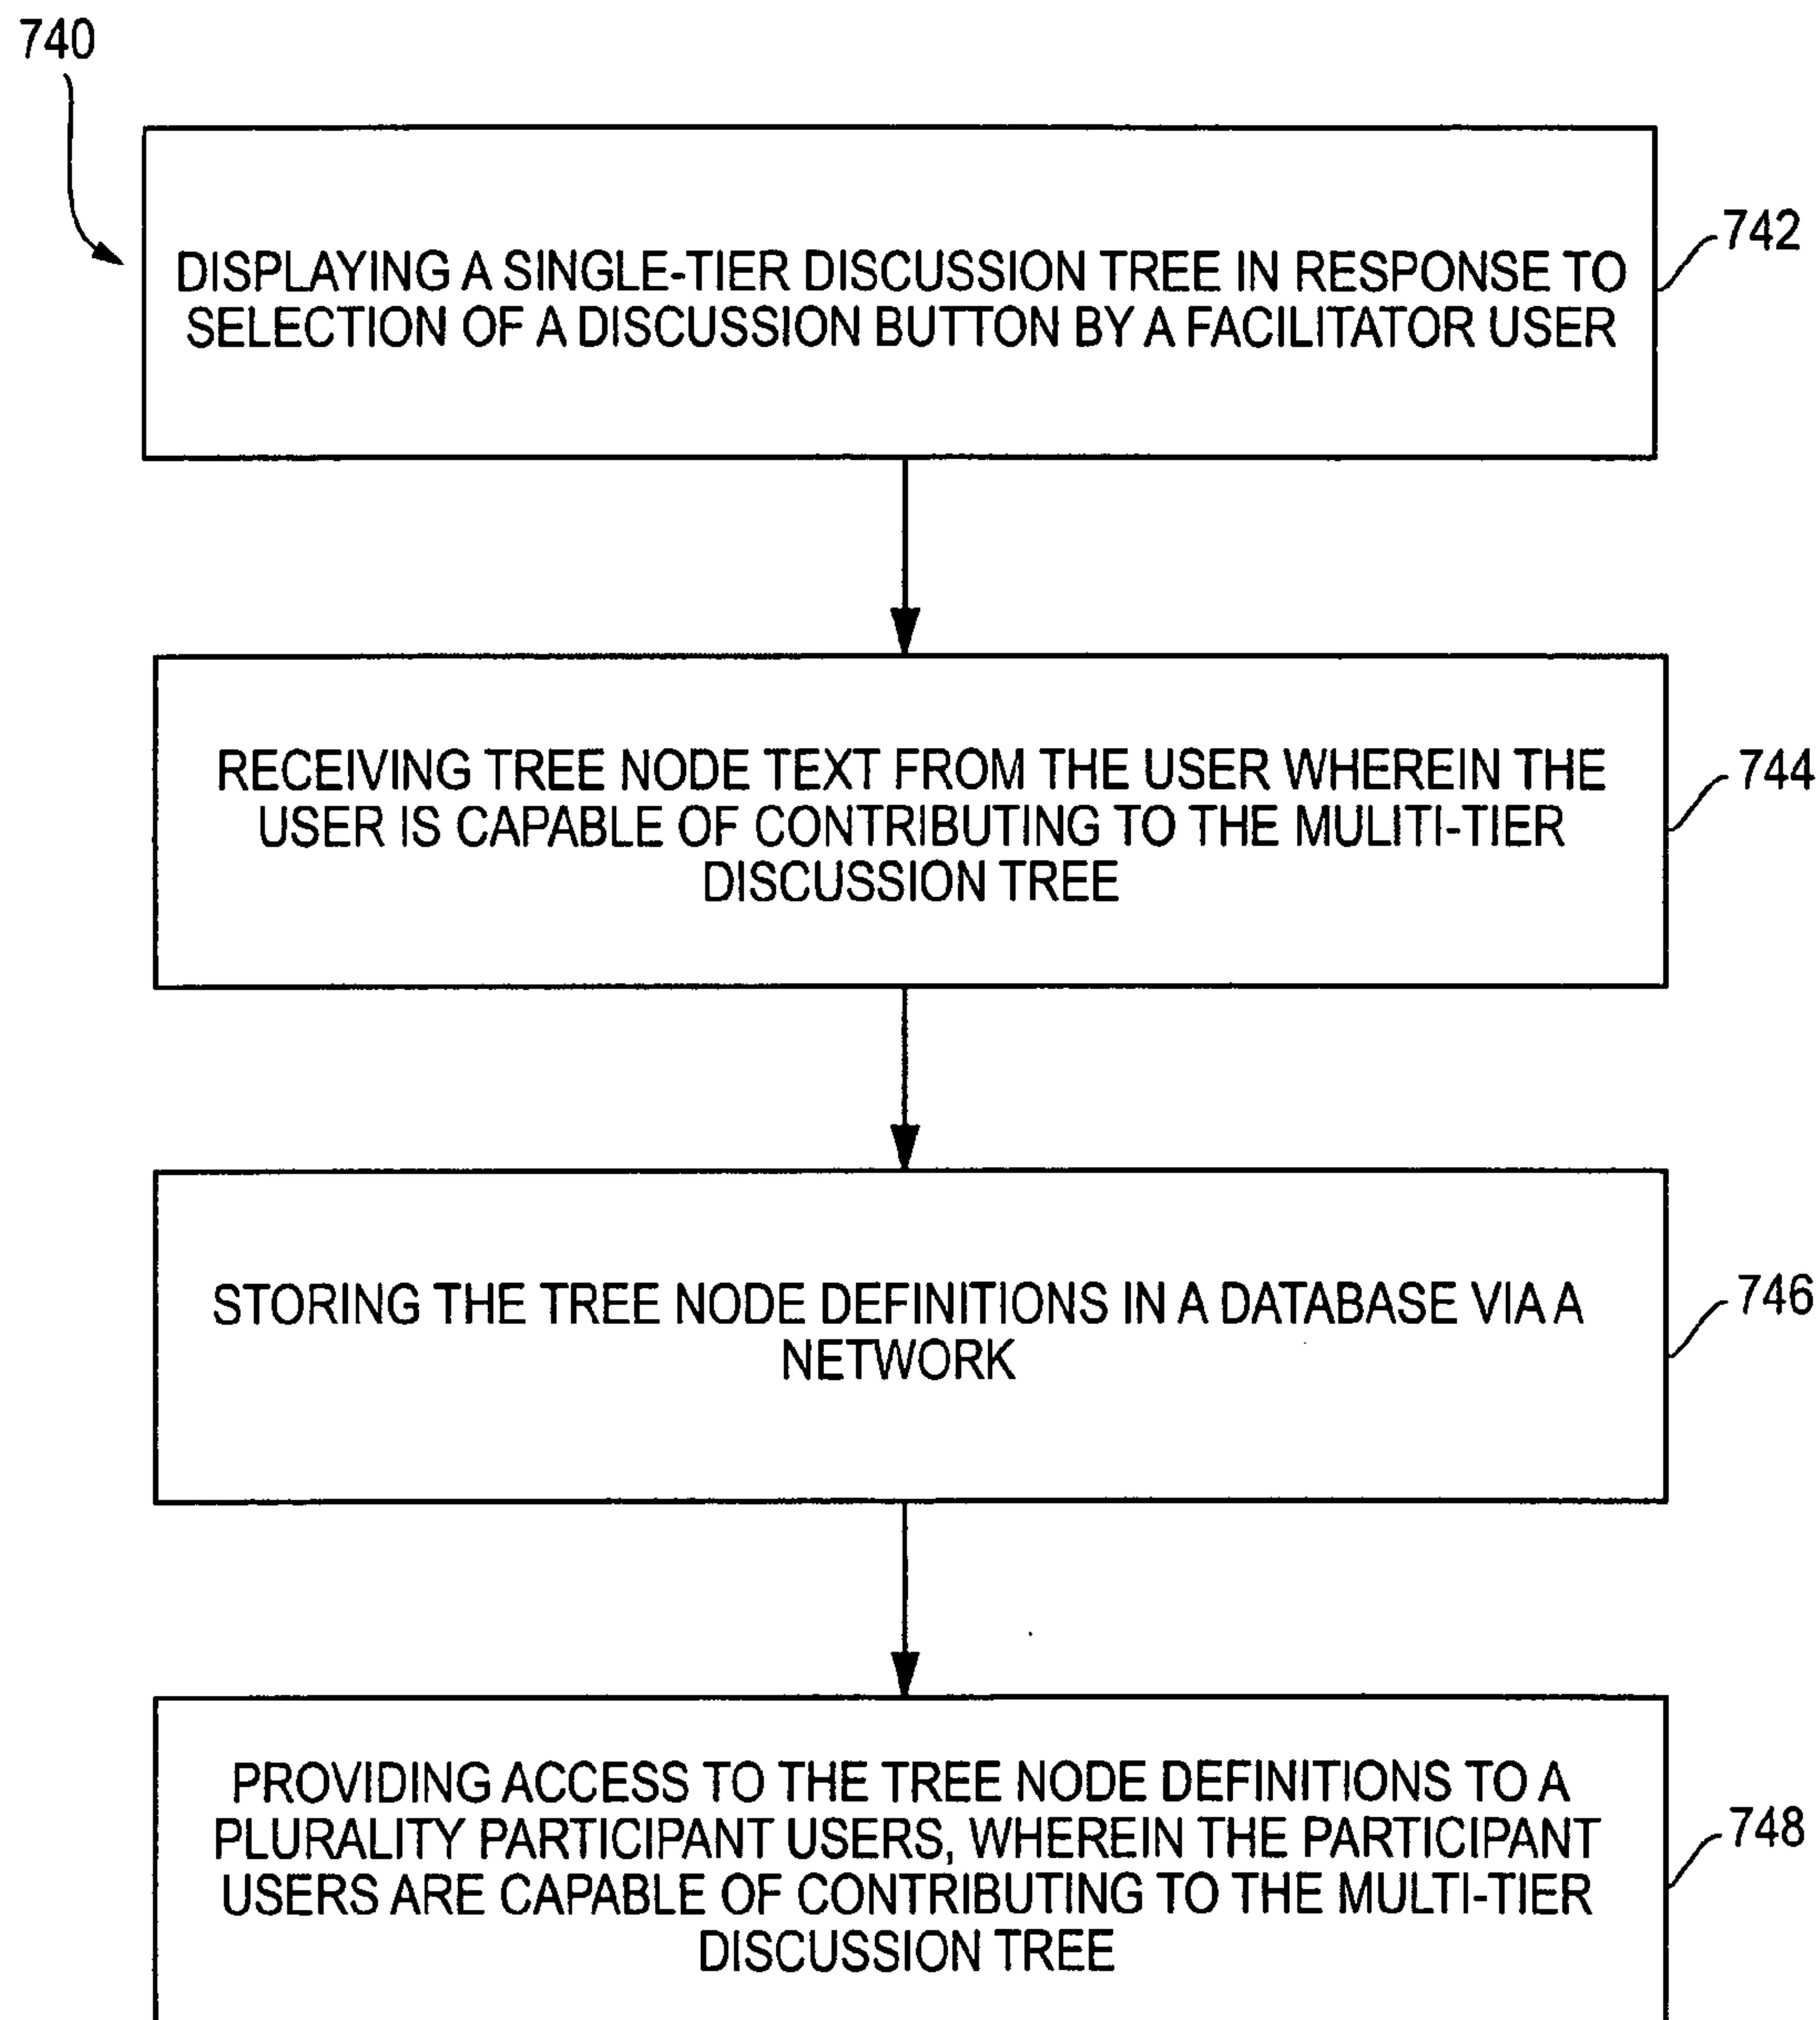 740
DISPLAYING A SINGLE-TIER DISCUSSION TREE IN RESPONSE TO
SELECTION OF A DISCUSSION BUTTON BY A FACILITATOR USER
742
RECEIVING TREE NODE TEXT FROM THE USER WHEREIN THE
USER IS CAPABLE OF CONTRIBUTING TO THE MULITI-TIER
DISCUSSION TREE
744
STORING THE TREE NODE DEFINITIONS IN A DATABASE VIA A
NETWORK
746
PROVIDING ACCESS TO THE TREE NODE DEFINITIONS TO A
PLURALITY PARTICIPANT USERS, WHEREIN THE PARTICIPANT
USERS ARE CAPABLE OF CONTRIBUTING TO THE MULTI-TIER
DISCUSSION TREE
748